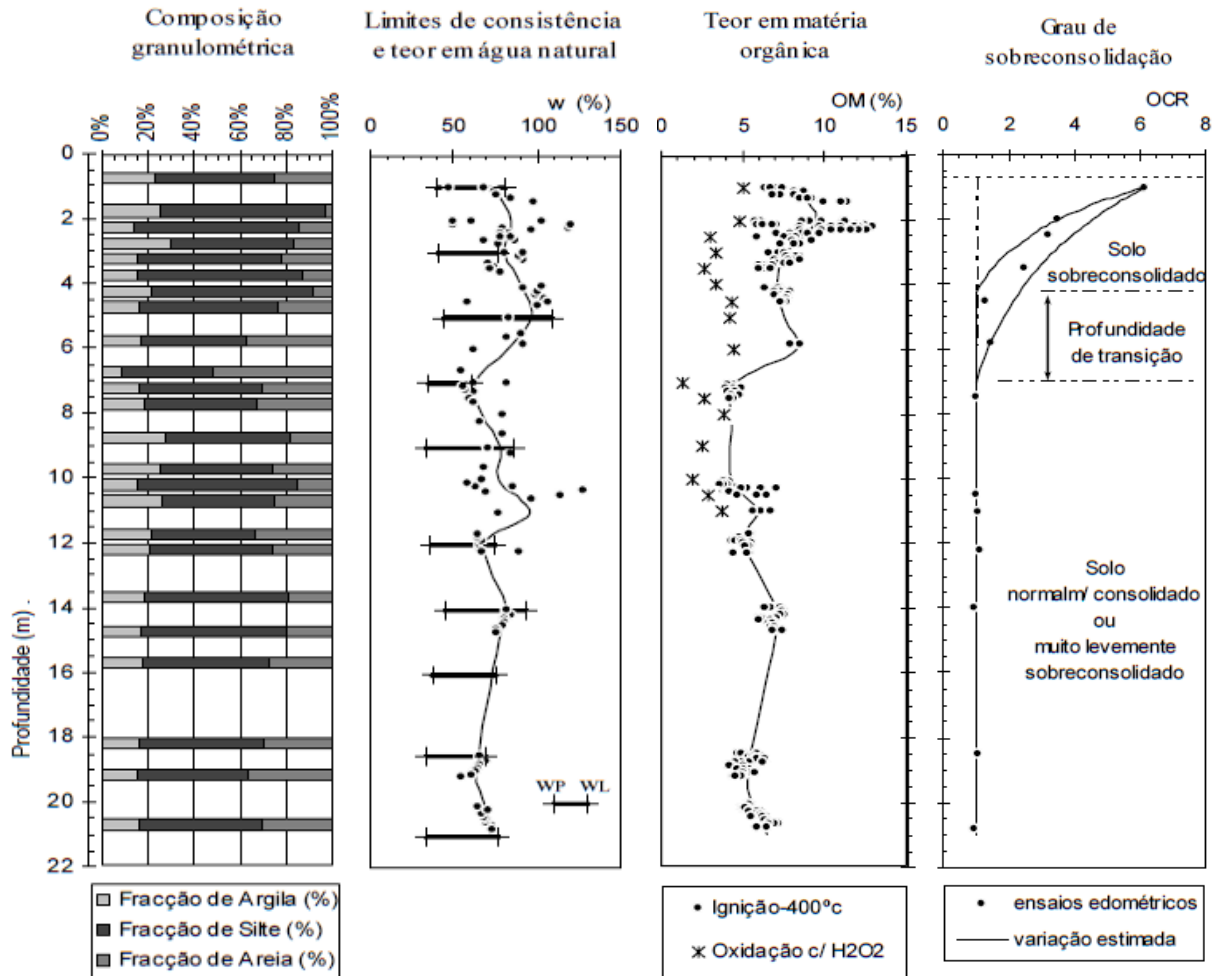 Composição
granulométrica
Limites de consistência
e teor em água natural
Teor em matéria
orgânica
Grau de
sobreconsolidação
w (%)
OM (%)
OCR
0%
20%
40%
60%
80%
100%
0
50
100
150
0
5
10
15
0
2
4
6
8
0
2
4
6
8
10
12
14
16
18
20
22
Profundidade (m) .
WP WL
Solo
sobreconsolidado
Profundidade
de transição
Solo
normalm/ consolidado
ou
muito levemente
sobreconsolidado
Fracção de Argila (%)
Fracção de Silte (%)
Fracção de Areia (%)
Ignição-400ºc
Oxidação c/ H2O2
ensaios edométricos
variação estimada